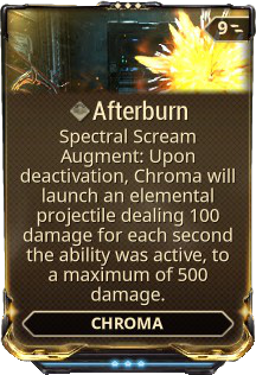 9
Afterburn
Spectral Scream
Augment: Upon
deactivation, Chroma will
launch an elemental
projectile dealing 100
damage for each second
the ability was active, to
a maximum of 500
damage.
CHROMA